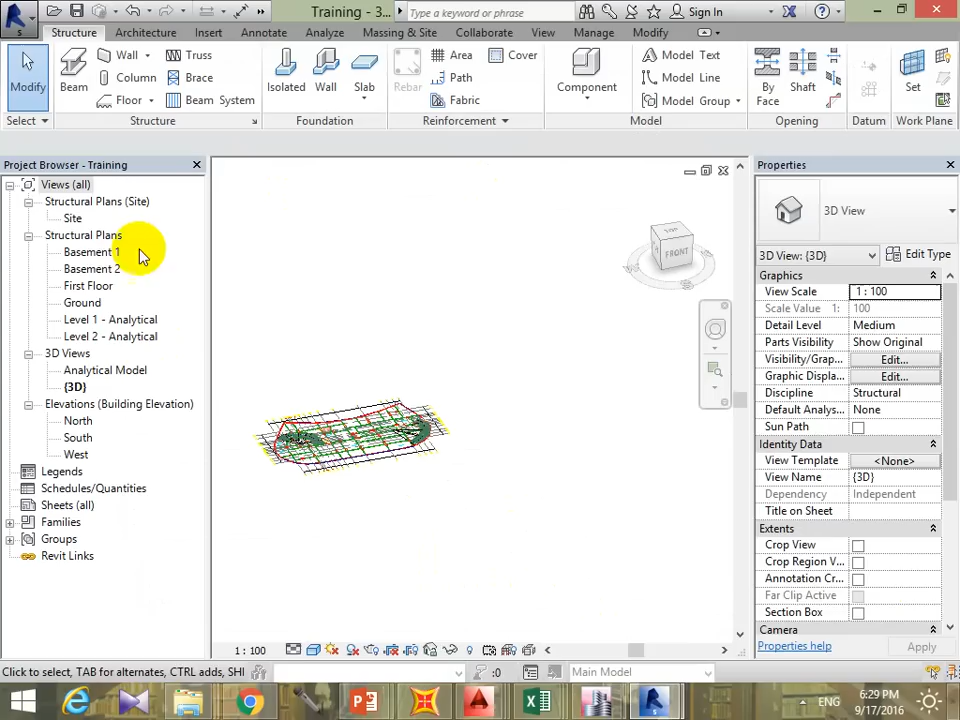 Training - 3...
Type a keyword or phrase
Sign In
Structure Architecture Insert Annotate Analyze Massing & Site Collaborate View Manage Modify
Modify
Select
Beam
Wall
Column
Floor
Truss
Brace
Beam System
Structure
Isolated
Wall
Slab
Foundation
Rebar
Area
Path
Fabric
Cover
Reinforcement
Component
Model Text
Model Line
Model Group
Model
By Face
Shaft
Opening
Datum
Set
Work Plane
Project Browser - Training
Views (all)
Structural Plans (Site)
Site
Structural Plans
Basement 1
Basement 2
First Floor
Ground
Level 1 - Analytical
Level 2 - Analytical
3D Views
Analytical Model
{3D}
Elevations (Building Elevation)
North
South
West
Legends
Schedules/Quantities
Sheets (all)
Families
Groups
Revit Links
TOP
FRONT
Properties
3D View
3D View: {3D}
Edit Type
Graphics
View Scale 1 : 100
Scale Value 1: 100
Detail Level Medium
Parts Visibility Show Original
Visibility/Grap... Edit...
Graphic Displa... Edit...
Discipline Structural
Default Analys... None
Sun Path
Identity Data
View Template <None>
View Name {3D}
Dependency Independent
Title on Sheet
Extents
Crop View
Crop Region V...
Annotation Cr...
Far Clip Active
Section Box
Camera
Properties help
Apply
1 : 100
Click to select, TAB for alternates, CTRL adds, SHI
:0
Main Model
ENG
6:29 PM
9/17/2016